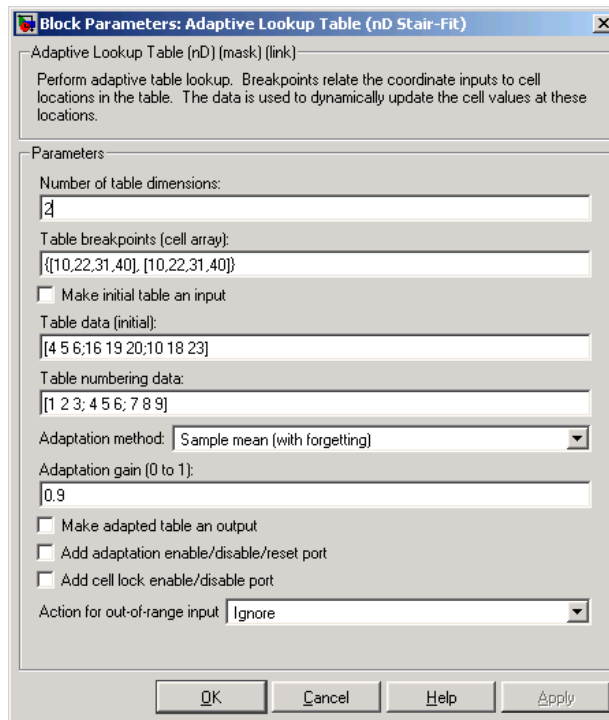 Block Parameters: Adaptive Lookup Table (nD Stair-Fit)
Adaptive Lookup Table (nD) (mask) (link)
Perform adaptive table lookup. Breakpoints relate the coordinate inputs to cell
locations in the table. The data is used to dynamically update the cell values at these
locations.
Parameters
Number of table dimensions:
2
Table breakpoints (cell array):
{[10,22,31,40], [10,22,31,40]}
Make initial table an input
Table data (initial):
[4 5 6;16 19 20;10 18 23]
Table numbering data:
[1 2 3; 4 5 6; 7 8 9]
Adaptation method: Sample mean (with forgetting)
Adaptation gain (0 to 1):
0.9
Make adapted table an output
Add adaptation enable/disable/reset port
Add cell lock enable/disable port
Action for out-of-range input Ignore
OK Cancel Help Apply